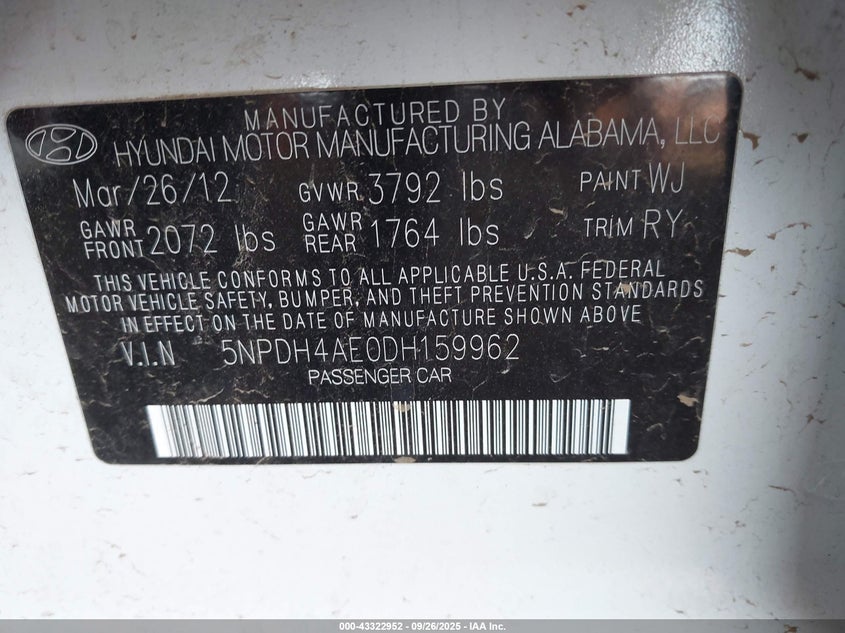 MANUFACTURED BY
HYUNDAI MOTOR MANUFACTURING ALABAMA, LLC
Mar/26/12 GVWR 3792 lbs PAINT WJ
GAWR FRONT 2072 lbs GAWR REAR 1764 lbs TRIM RY
THIS VEHICLE CONFORMS TO ALL APPLICABLE U.S.A. FEDERAL
MOTOR VEHICLE SAFETY, BUMPER, AND THEFT PREVENTION STANDARDS
IN EFFECT ON THE DATE OF MANUFACTURE SHOWN ABOVE
V.I.N 5NPDH4AE0DH159962
PASSENGER CAR
000-43322952 - 09/26/2025 - IAA Inc.